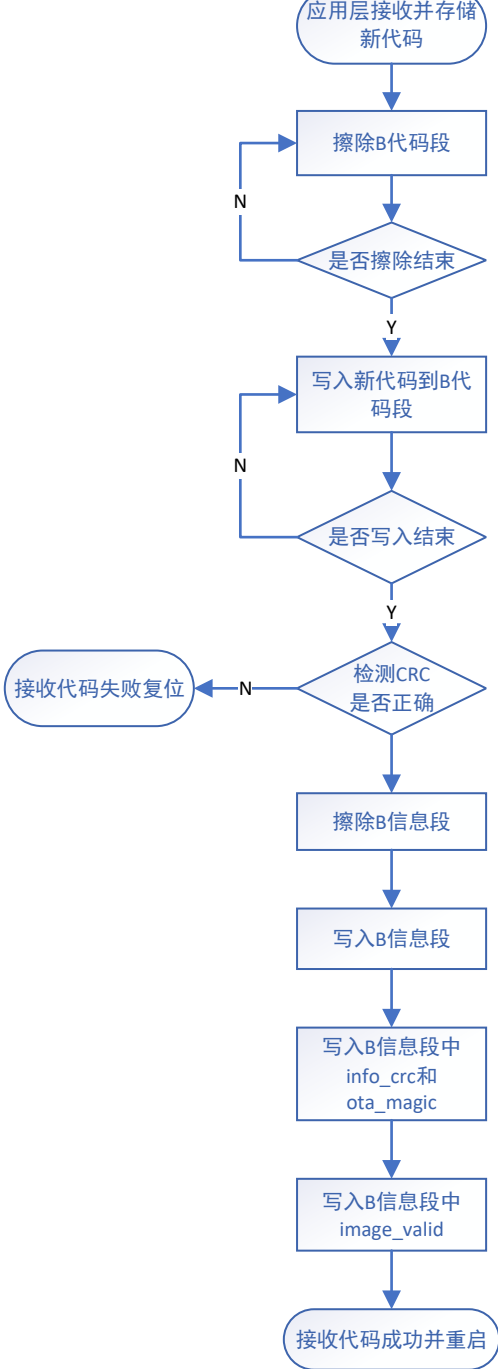 应用层接收并存储
新代码
擦除B代码段
N
是否擦除结束
Y
写入新代码到B代
码段
N
是否写入结束
Y
检测CRC
是否正确
N
接收代码失败复位
擦除B信息段
写入B信息段
写入B信息段中
info_crc和
ota_magic
写入B信息段中
image_valid
接收代码成功并重启